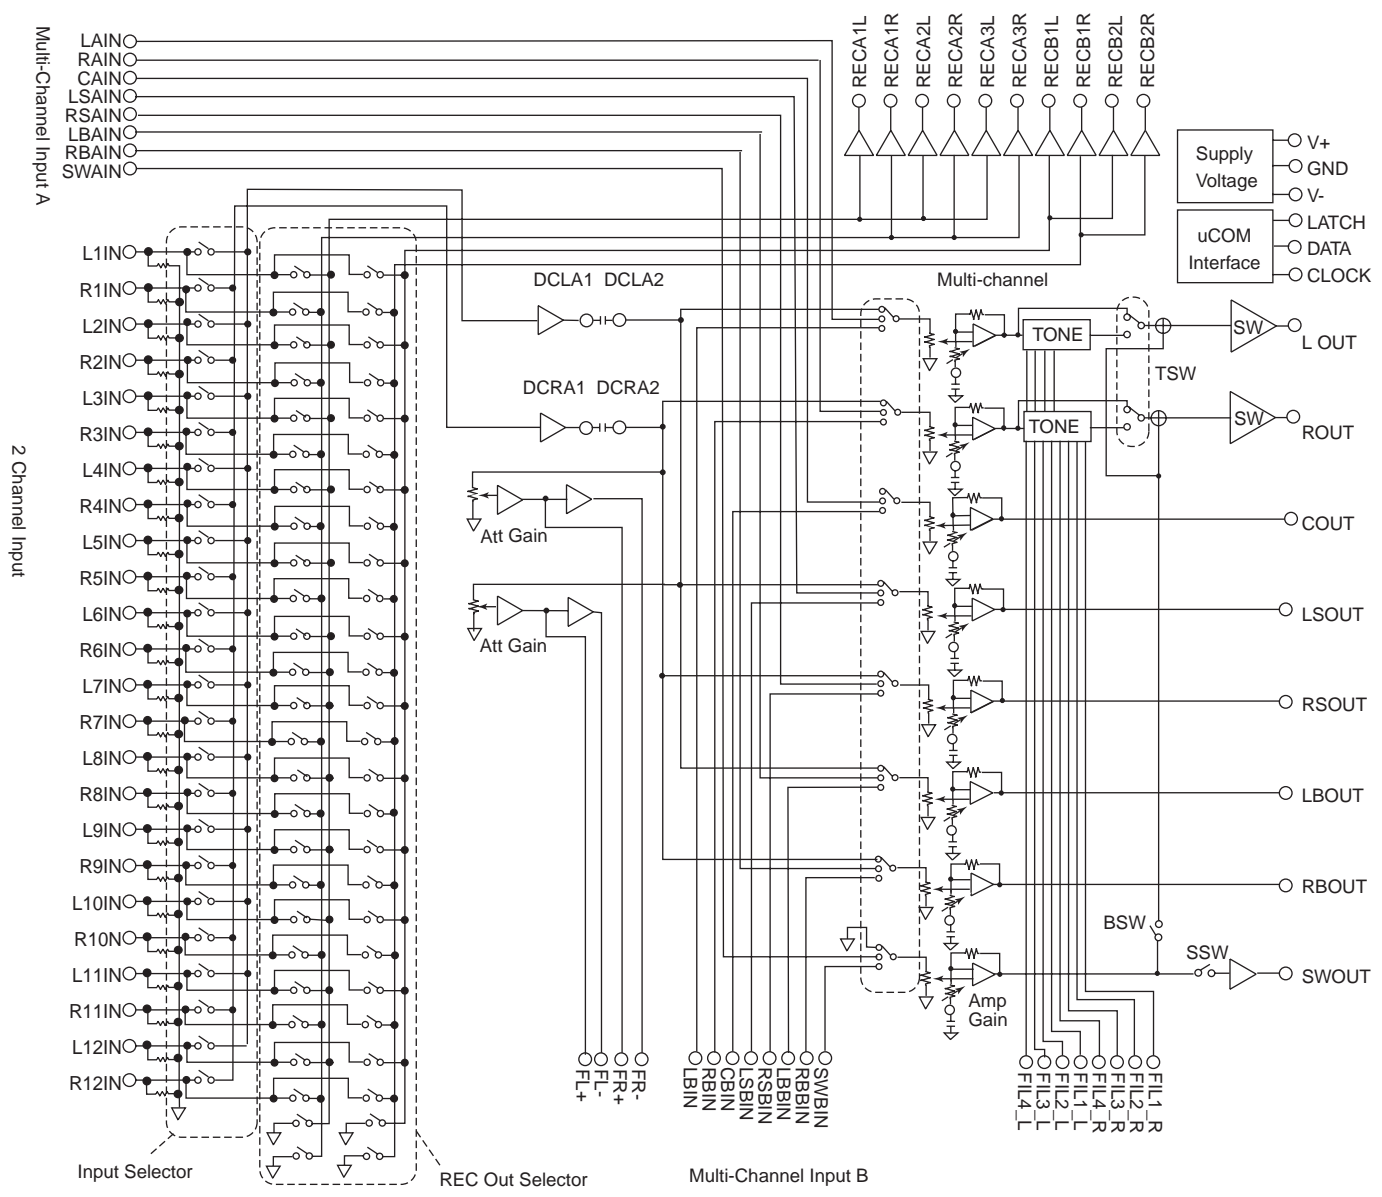 Multi-Channel Input A
LAIN
RAIN
CAIN
LSAIN
RSAIN
LBAIN
RBAIN
SWAIN
RECA1L
RECA1R
RECA2L
RECA2R
RECA3L
RECA3R
RECB1L
RECB1R
RECB2L
RECB2R
Supply
Voltage
V+
GND
V-
uCOM
Interface
LATCH
DATA
CLOCK
2 Channel Input
L1IN
R1IN
L2IN
R2IN
L3IN
R3IN
L4IN
R4IN
L5IN
R5IN
L6IN
R6IN
L7IN
R7IN
L8IN
R8IN
L9IN
R9IN
L10IN
R10N
L11IN
R11IN
L12IN
R12IN
DCLA1 DCLA2
DCRA1 DCRA2
Att Gain
Att Gain
Multi-channel
TONE
TONE
TSW
SW
SW
L OUT
ROUT
COUT
LSOUT
RSOUT
LBOUT
RBOUT
BSW
SSW
SWOUT
Amp
Gain
FL+
FL-
FR+
FR-
LBIN
RBIN
CBIN
LSBIN
RSBIN
LBBIN
RBBIN
SWBIN
FIL4_L
FIL3_L
FIL2_L
FIL1_L
FIL4_R
FIL3_R
FIL2_R
FIL1_R
Input Selector
REC Out Selector
Multi-Channel Input B